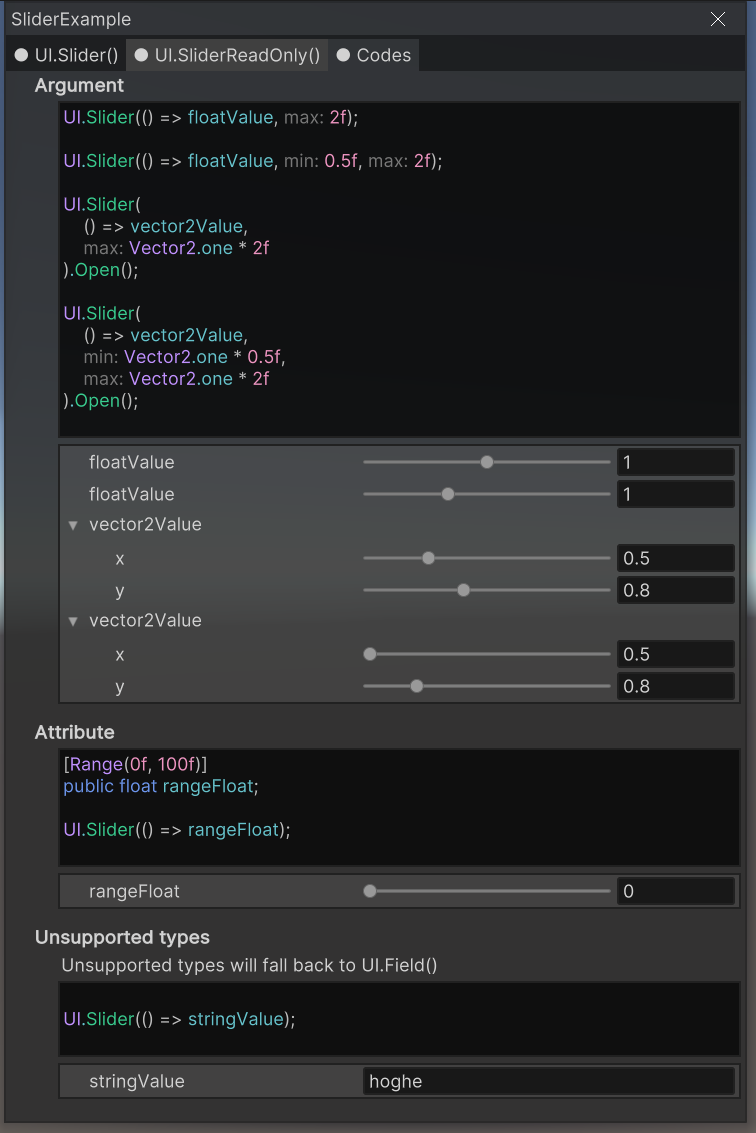 SliderExample
UI.Slider() UI.SliderReadOnly() Codes
Argument
UI.Slider(() => floatValue, max: 2f);
UI.Slider(() => floatValue, min: 0.5f, max: 2f);
UI.Slider(
() => vector2Value,
max: Vector2.one * 2f
).Open();
UI.Slider(
() => vector2Value,
min: Vector2.one * 0.5f,
max: Vector2.one * 2f
).Open();
floatValue 1
floatValue 1
vector2Value
x 0.5
y 0.8
vector2Value
x 0.5
y 0.8
Attribute
[Range(0f, 100f)]
public float rangeFloat;
UI.Slider(() => rangeFloat);
rangeFloat 0
Unsupported types
Unsupported types will fall back to UI.Field()
UI.Slider(() => stringValue);
stringValue hoghe